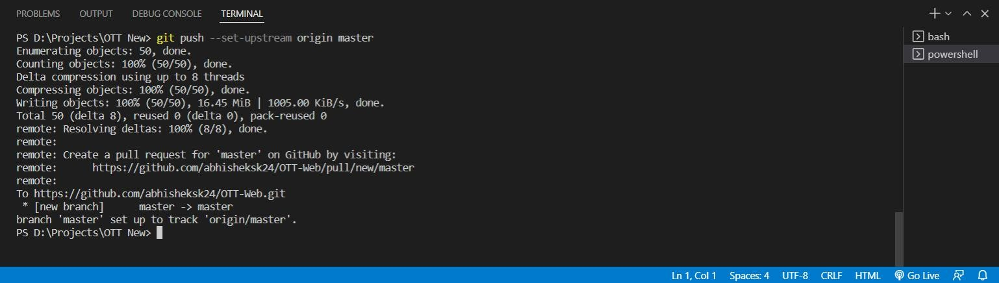 PROBLEMS OUTPUT DEBUG CONSOLE TERMINAL
PS D:\Projects\OTT New> git push --set-upstream origin master
Enumerating objects: 50, done.
Counting objects: 100% (50/50), done.
Delta compression using up to 8 threads
Compressing objects: 100% (50/50), done.
Writing objects: 100% (50/50), 16.45 MiB | 1005.00 KiB/s, done.
Total 50 (delta 8), reused 0 (delta 0), pack-reused 0
remote: Resolving deltas: 100% (8/8), done.
remote:
remote: Create a pull request for 'master' on GitHub by visiting:
remote:      https://github.com/abhisheksk24/OTT-Web/pull/new/master
remote:
To https://github.com/abhisheksk24/OTT-Web.git
 * [new branch]      master -> master
branch 'master' set up to track 'origin/master'.
PS D:\Projects\OTT New>
bash
powershell
Ln 1, Col 1 Spaces: 4 UTF-8 CRLF HTML Go Live